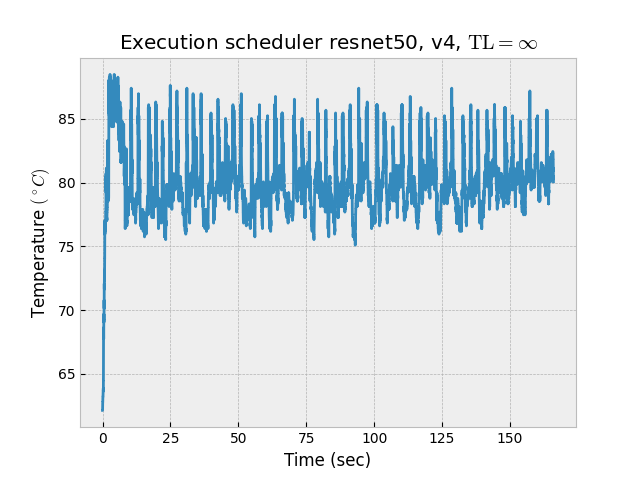 Execution scheduler resnet50, v4, TL = ∞
Temperature (°C)
85
80
75
70
65
0 25 50 75 100 125 150
Time (sec)